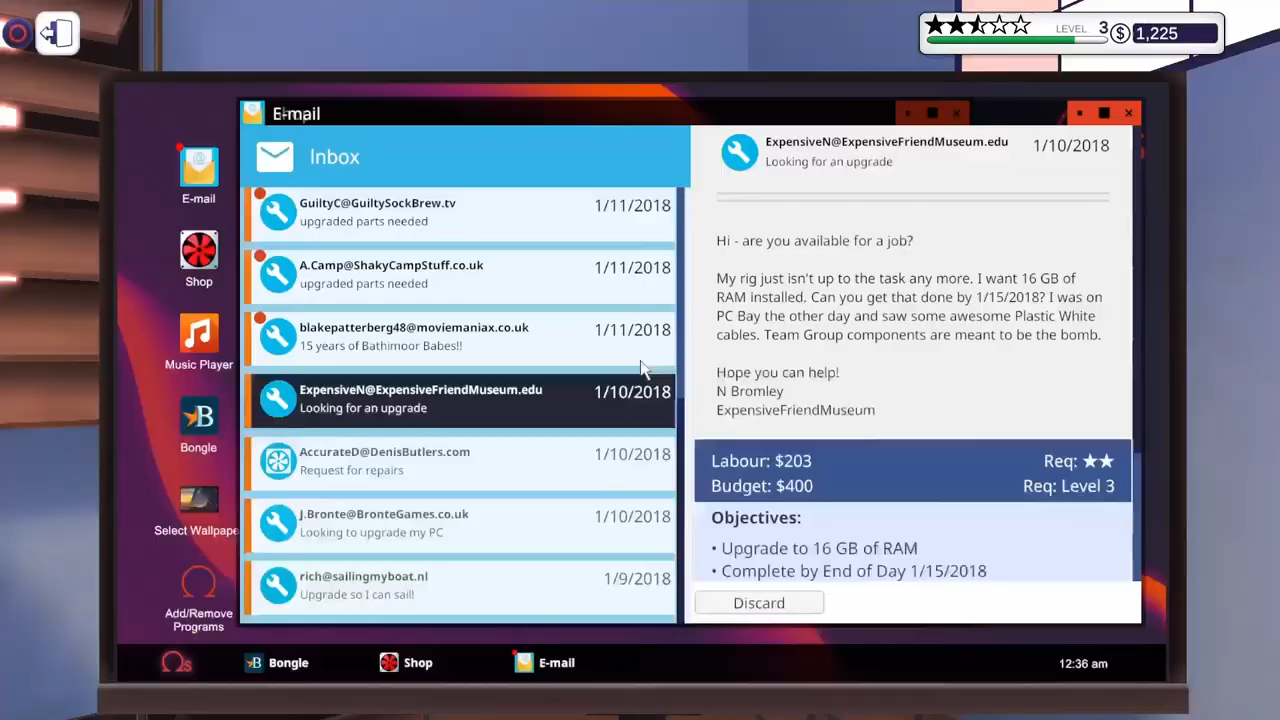 LEVEL 3 $ 1,225
E-mail
Inbox
GuiltyC@GuiltySockBrew.tv 1/11/2018
upgraded parts needed
A.Camp@ShakyCampStuff.co.uk 1/11/2018
upgraded parts needed
blakepatterberg48@moviemaniax.co.uk 1/11/2018
15 years of Bathimoor Babes!!
ExpensiveN@ExpensiveFriendMuseum.edu 1/10/2018
Looking for an upgrade
AccurateD@DenisButlers.com 1/10/2018
Request for repairs
J.Bronte@BronteGames.co.uk 1/10/2018
Looking to upgrade my PC
rich@sailingmyboat.nl 1/9/2018
Upgrade so I can sail!
ExpensiveN@ExpensiveFriendMuseum.edu 1/10/2018
Looking for an upgrade
Hi - are you available for a job?
My rig just isn't up to the task any more. I want 16 GB of
RAM installed. Can you get that done by 1/15/2018? I was on
PC Bay the other day and saw some awesome Plastic White
cables. Team Group components are meant to be the bomb.
Hope you can help!
N Bromley
ExpensiveFriendMuseum
Labour: $203 Req: ★★
Budget: $400 Req: Level 3
Objectives:
• Upgrade to 16 GB of RAM
• Complete by End of Day 1/15/2018
Discard
E-mail
Shop
Music Player
Bongle
Select Wallpape
Add/Remove
Programs
Bongle Shop E-mail 12:36 am